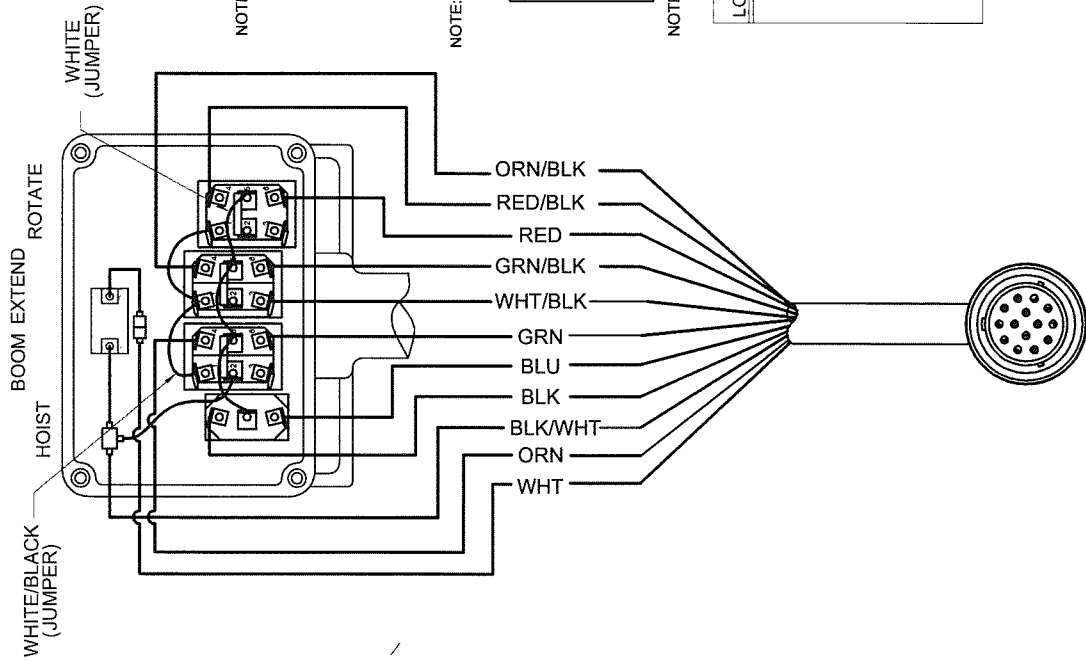 WHITE
(JUMPER)
NOTE
NOTE:
NOTE
LO
ROTATE
BOOM EXTEND
HOIST
WHITE/BLACK
(JUMPER)
ORN/BLK
RED/BLK
RED
GRN/BLK
WHT/BLK
GRN
BLU
BLK
BLK/WHT
ORN
WHT